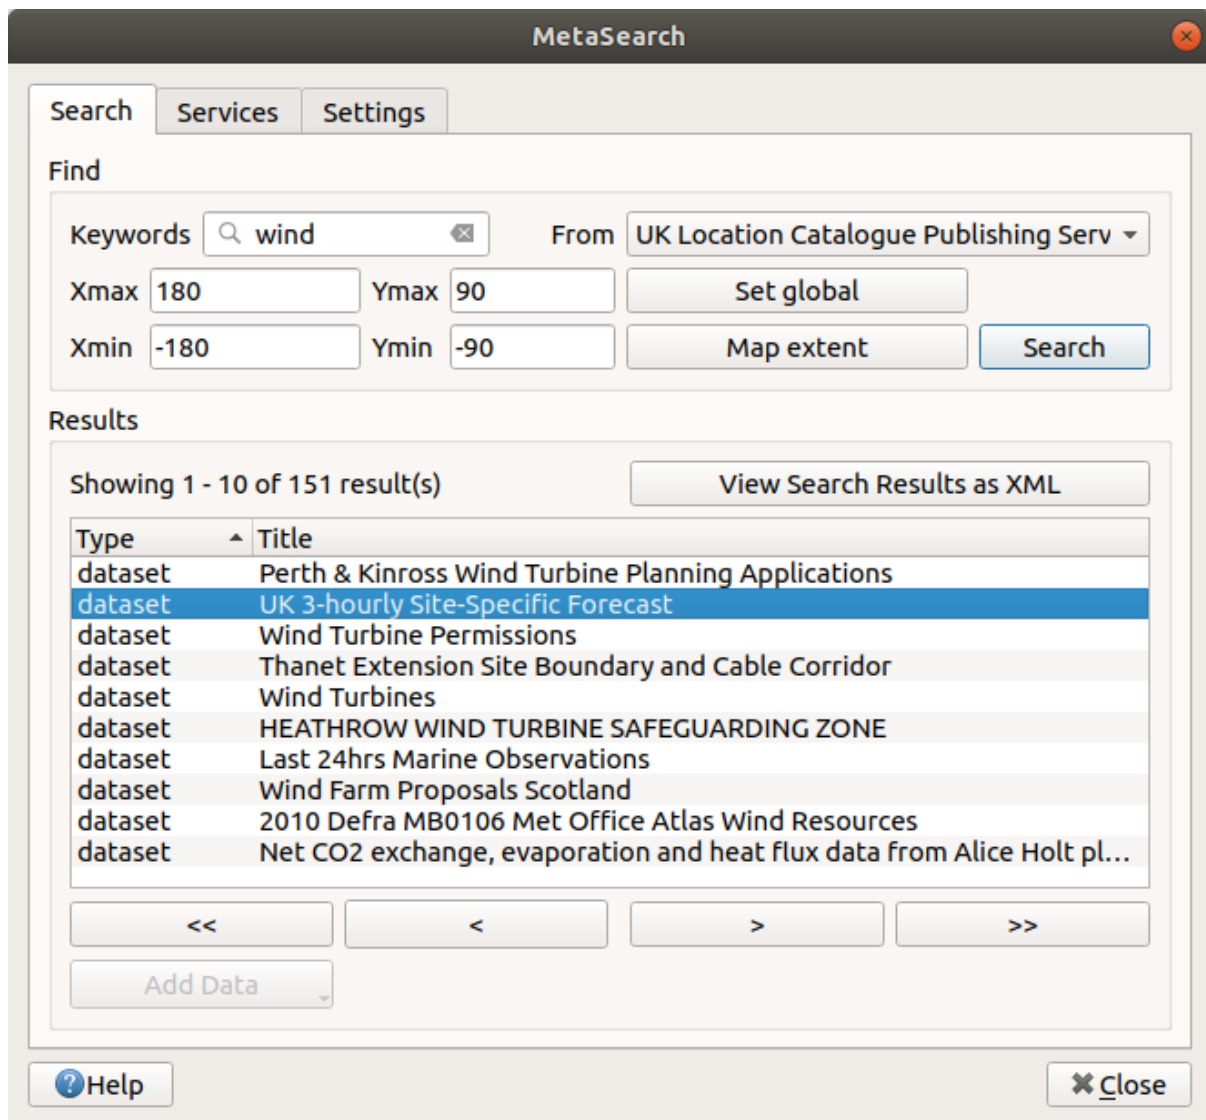 MetaSearch
Search Services Settings
Find
Keywords wind From UK Location Catalogue Publishing Serv
Xmax 180 Ymax 90 Set global
Xmin -180 Ymin -90 Map extent Search
Results
Showing 1 - 10 of 151 result(s) View Search Results as XML
Type Title
dataset Perth & Kinross Wind Turbine Planning Applications
dataset UK 3-hourly Site-Specific Forecast
dataset Wind Turbine Permissions
dataset Thanet Extension Site Boundary and Cable Corridor
dataset Wind Turbines
dataset HEATHROW WIND TURBINE SAFEGUARDING ZONE
dataset Last 24hrs Marine Observations
dataset Wind Farm Proposals Scotland
dataset 2010 Defra MB0106 Met Office Atlas Wind Resources
dataset Net CO2 exchange, evaporation and heat flux data from Alice Holt pl...
<< < > >>
Add Data
Help Close